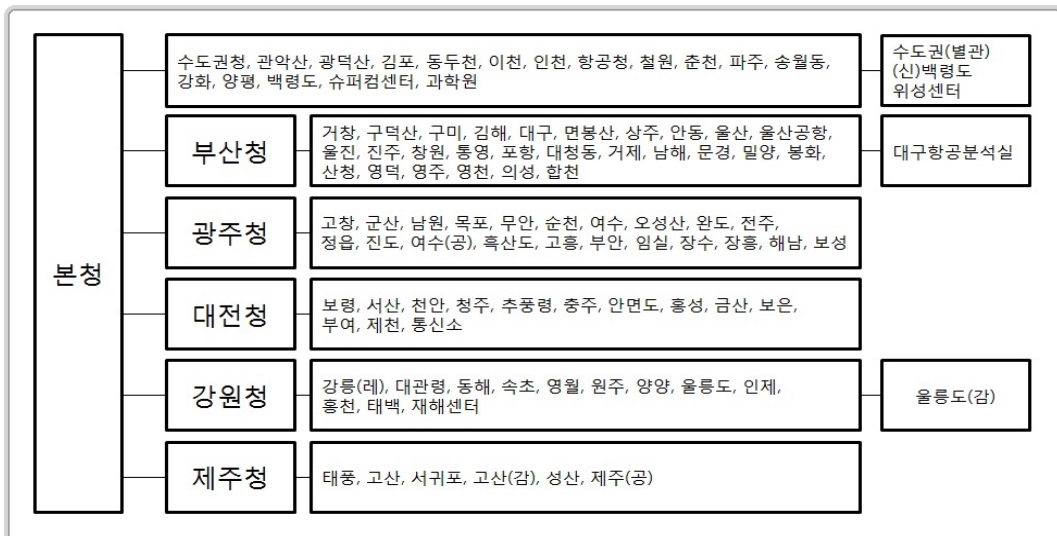 본청
수도권청, 관악산, 광덕산, 김포, 동두천, 이천, 인천, 항공청, 철원, 춘천, 파주, 송월동,
강화, 양평, 백령도, 슈퍼컴센터, 과학원
수도권(별관)
(신)백령도
위성센터
부산청
거창, 구덕산, 구미, 김해, 대구, 면봉산, 상주, 안동, 울산, 울산공항,
울진, 진주, 창원, 통영, 포항, 대청동, 거제, 남해, 문경, 밀양, 봉화,
산청, 영덕, 영주, 영천, 의성, 합천
대구항공분석실
광주청
고창, 군산, 남원, 목포, 무안, 순천, 여수, 오성산, 완도, 전주,
정읍, 진도, 여수(공), 흑산도, 고흥, 부안, 임실, 장수, 장흥, 해남, 보성
대전청
보령, 서산, 천안, 청주, 추풍령, 충주, 안면도, 홍성, 금산, 보은,
부여, 제천, 통신소
강원청
강릉(레), 대관령, 동해, 속초, 영월, 원주, 양양, 울릉도, 인제,
홍천, 태백, 재해센터
울릉도(감)
제주청
태풍, 고산, 서귀포, 고산(감), 성산, 제주(공)